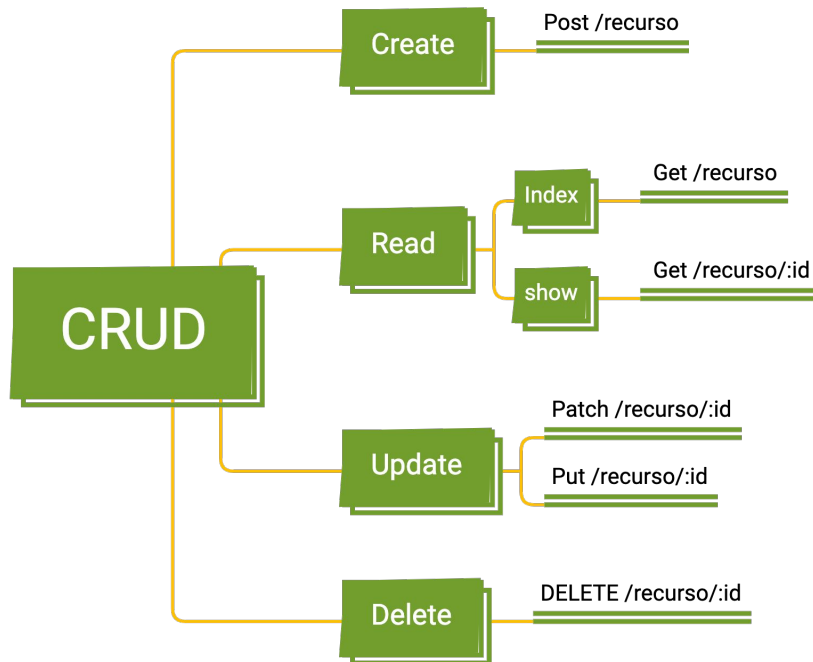 Create
Post /recurso
CRUD
Read
Index
Get /recurso
show
Get /recurso/:id
Update
Patch /recurso/:id
Put /recurso/:id
Delete
DELETE /recurso/:id